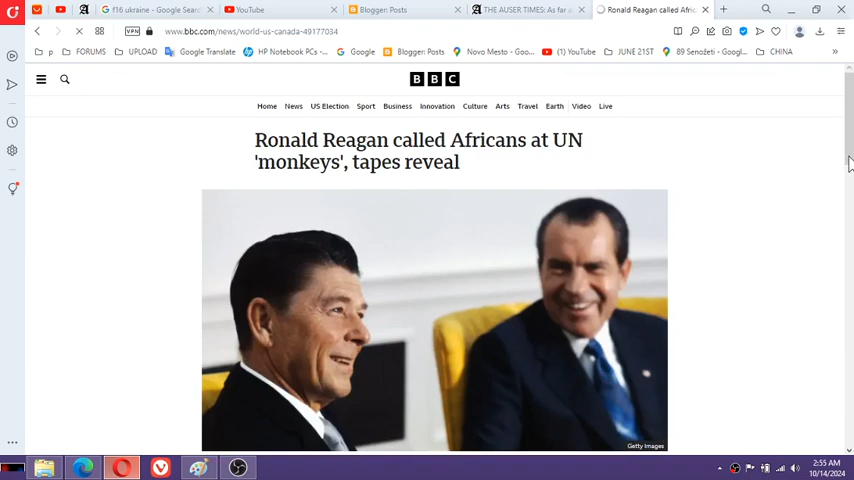 f16 ukraine - Google Sear
YouTube
Blogger: Posts
THE AUSER TIMES: As far a
Ronald Reagan called Afric
VPN
www.bbc.com/news/world-us-canada-49177034
p
FORUMS
UPLOAD
Google Translate
HP Notebook PCs -...
Google
Blogger: Posts
Novo Mesto - Googl...
(1) YouTube
JUNE 21ST
89 Senožeti - Googl...
CHINA
BBC
Home News US Election Sport Business Innovation Culture Arts Travel Earth Video Live
Ronald Reagan called Africans at UN
'monkeys', tapes reveal
Getty Images
2:55 AM
10/14/2024